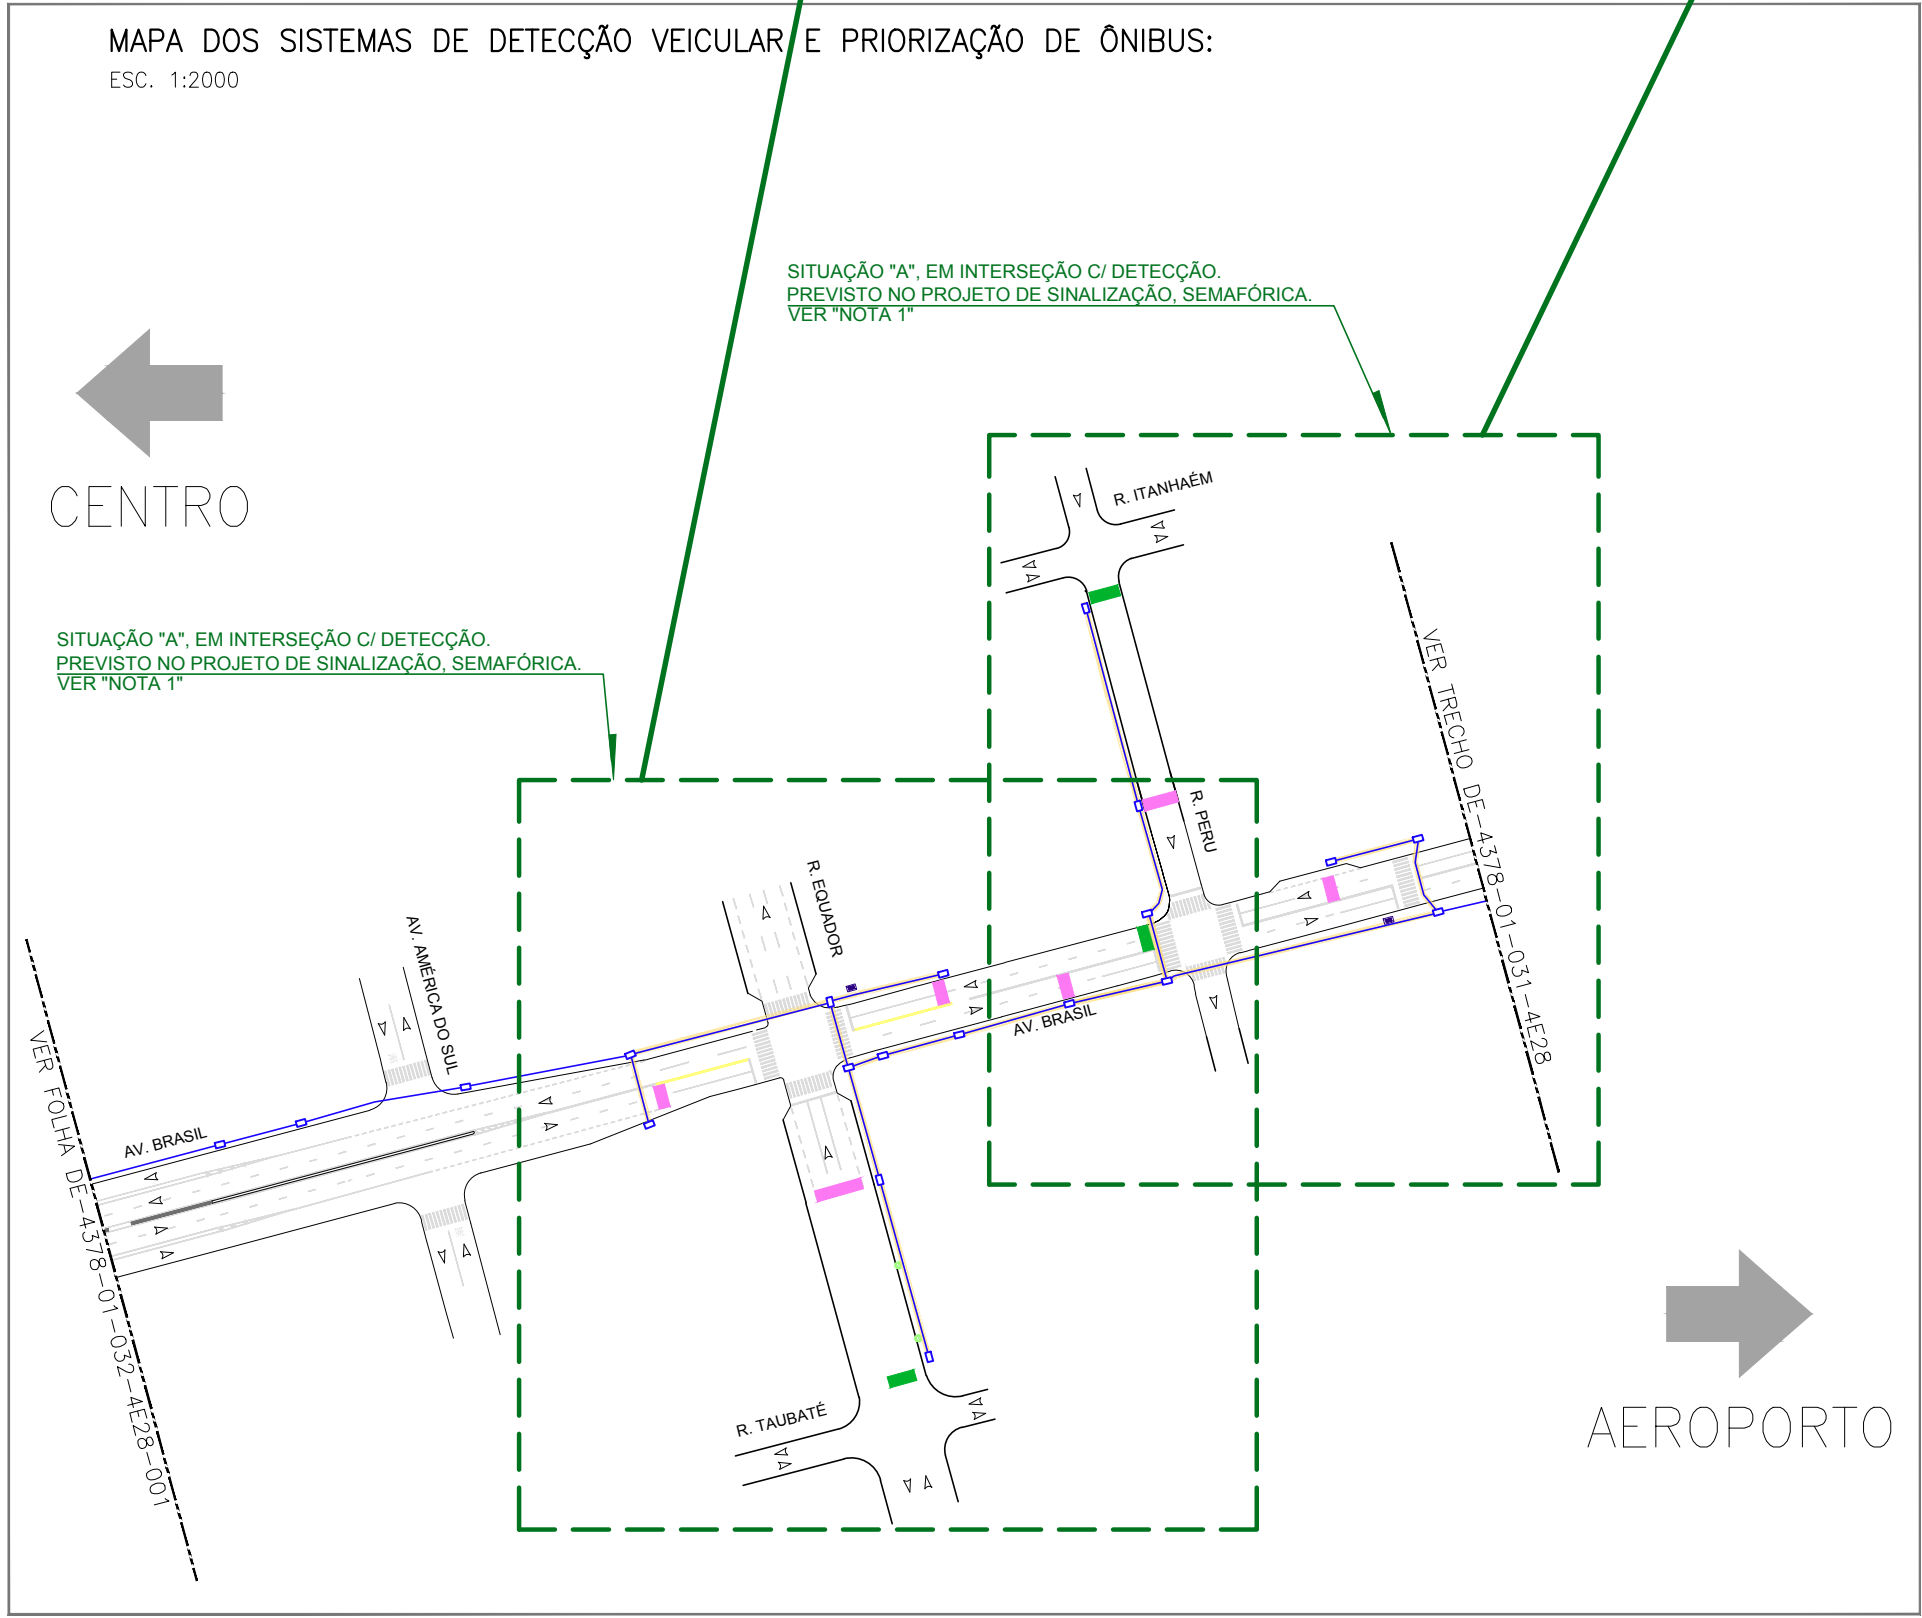 MAPA DOS SISTEMAS DE DETECÇÃO VEICULAR E PRIORIZAÇÃO DE ÔNIBUS:
ESC. 1:2000
SITUAÇÃO "A", EM INTERSEÇÃO C/ DETECÇÃO.
PREVISTO NO PROJETO DE SINALIZAÇÃO, SEMAFÓRICA.
VER "NOTA 1"
CENTRO
R. ITANHAÉM
SITUAÇÃO "A", EM INTERSEÇÃO C/ DETECÇÃO.
PREVISTO NO PROJETO DE SINALIZAÇÃO, SEMAFÓRICA.
VER "NOTA 1"
VER TRECHO DE-4378-01-031-4E28
R. PERU
R. EQUADOR
AV. AMÉRICA DO SUL
AV. BRASIL
AV. BRASIL
VER FOLHA DE-4378-01-032-4E28-001
R. TAUBATÉ
AEROPORTO